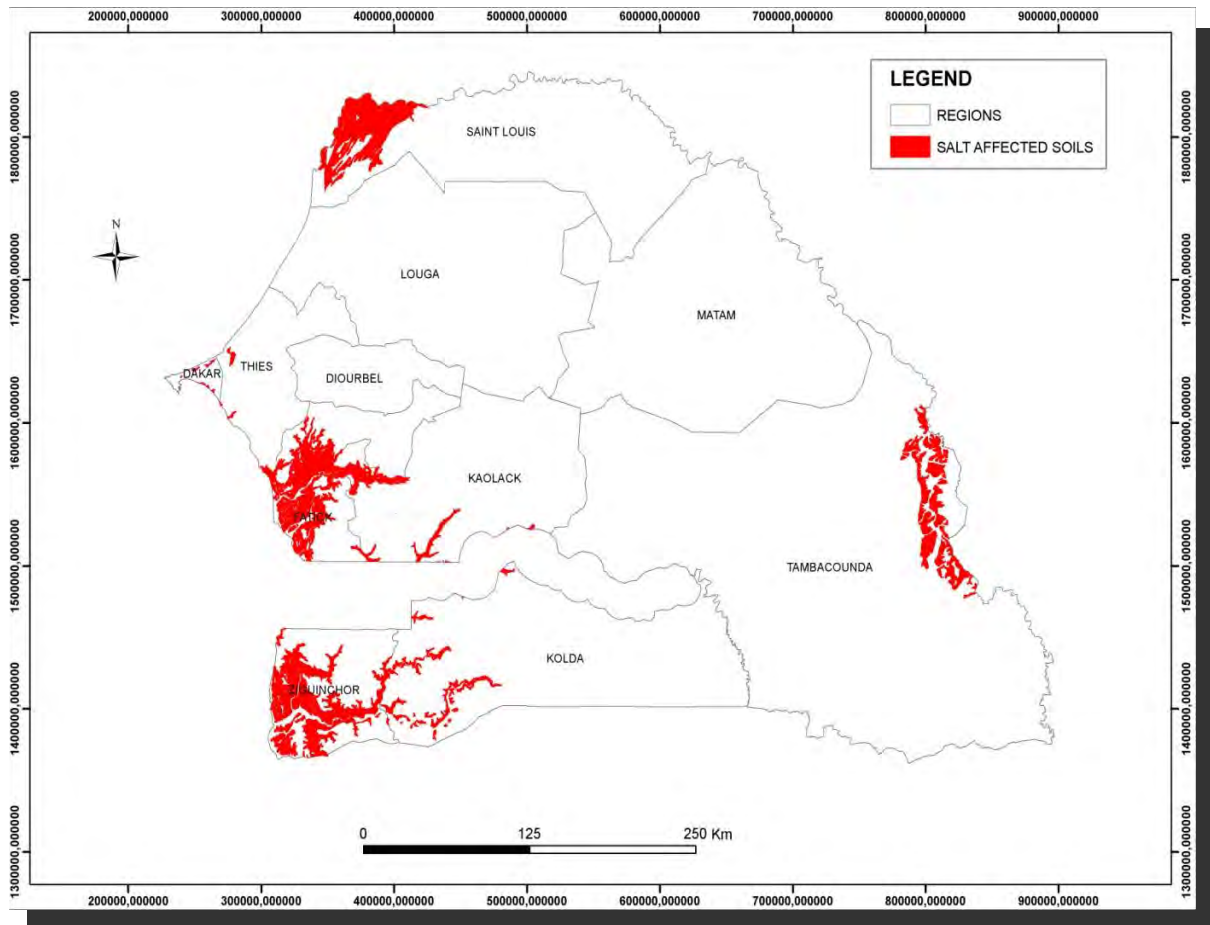 200000,000000 300000,000000 400000,000000 500000,000000 600000,000000 700000,000000 800000,000000 900000,000000
LEGEND
REGIONS
SALT AFFECTED SOILS
SAINT LOUIS
N
LOUGA
MATAM
DAKAR
THIES
DIOURBEL
KAOLACK
FATICK
TAMBACOUNDA
KOLDA
ZIGUINCHOR
0 125 250 Km
1800000,000000
1700000,000000
1600000,000000
1500000,000000
1400000,000000
1300000,000000
1800000,000000
1700000,000000
1600000,000000
1500000,000000
1400000,000000
1300000,000000
200000,000000 300000,000000 400000,000000 500000,000000 600000,000000 700000,000000 800000,000000 900000,000000